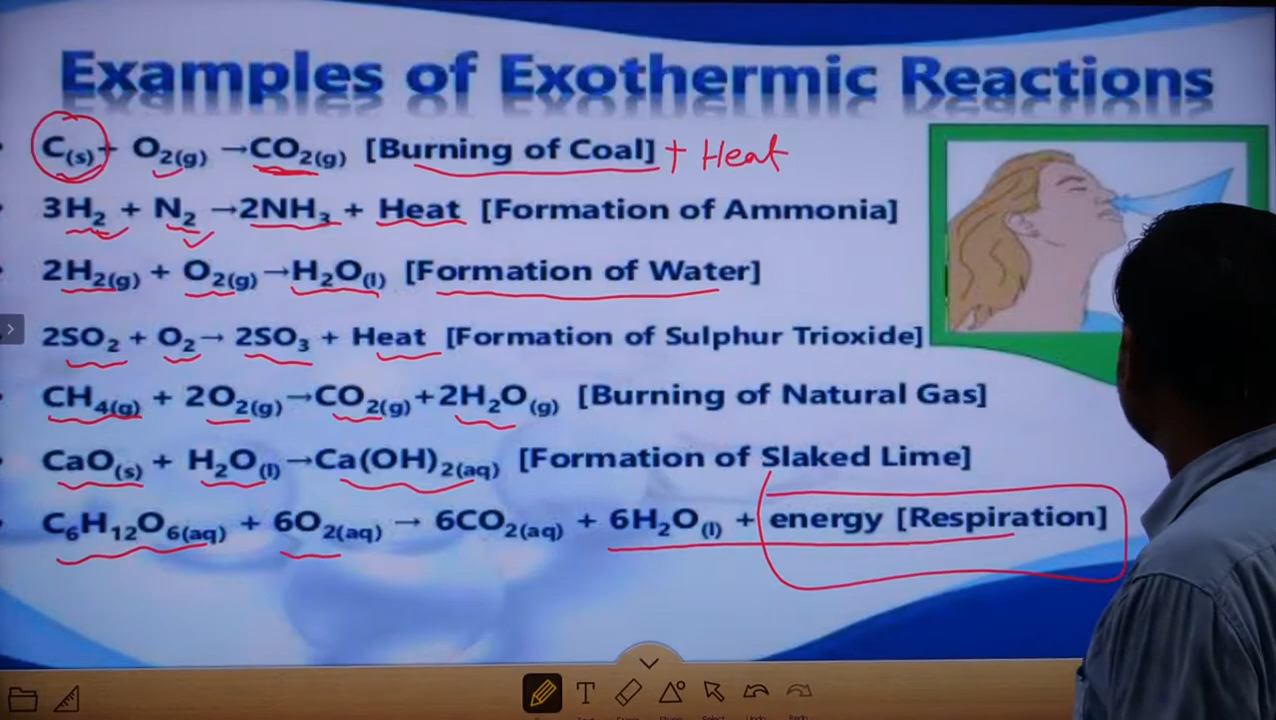 Examples of Exothermic Reactions
C(s) + O2(g) →CO2(g) [Burning of Coal] + Heat
3H2 + N2 →2NH3 + Heat [Formation of Ammonia]
2H2(g) + O2(g) →H2O(l) [Formation of Water]
2SO2 + O2→ 2SO3 + Heat [Formation of Sulphur Trioxide]
CH4(g) + 2O2(g)→CO2(g)+2H2O(g) [Burning of Natural Gas]
CaO(s) + H2O(l)→Ca(OH)2(aq) [Formation of Slaked Lime]
C6H12O6(aq) + 6O2(aq) → 6CO2(aq) + 6H2O(l) + energy [Respiration]